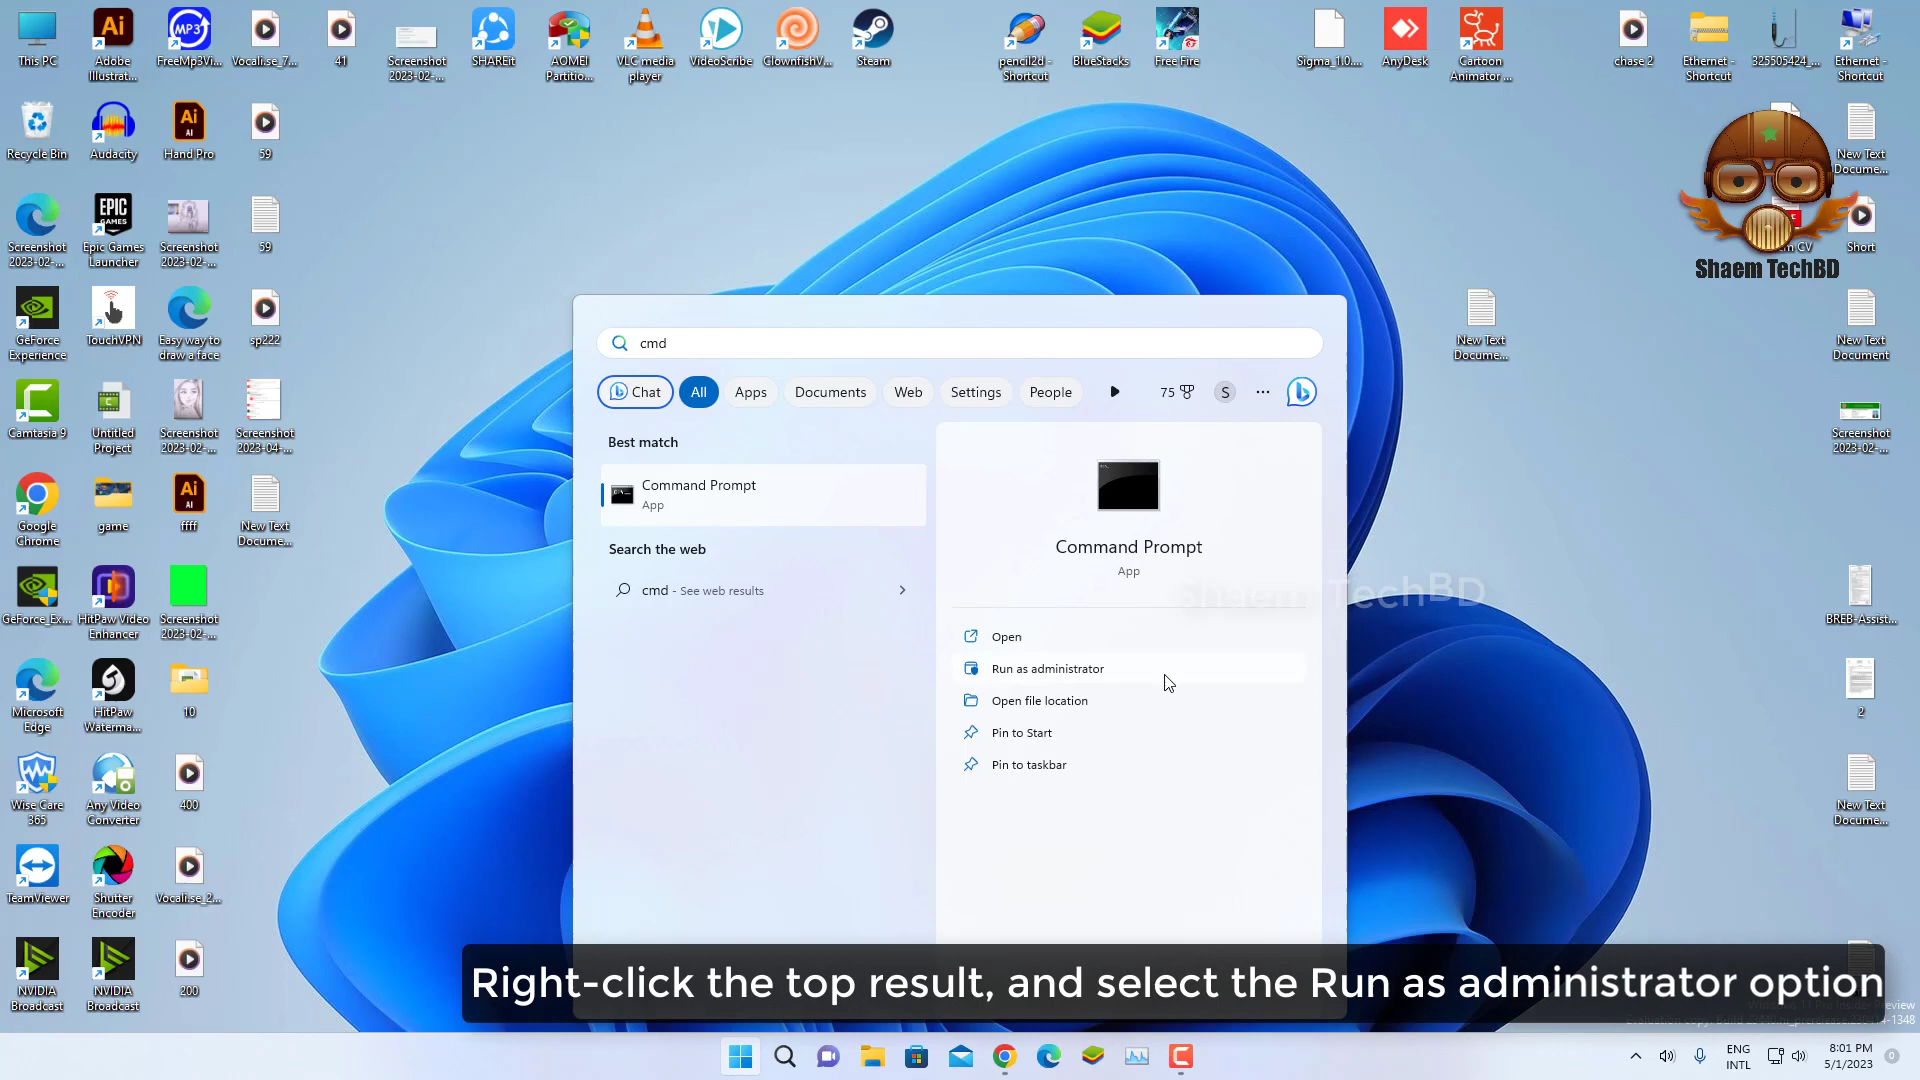 This PC
Adobe
Illustrat...
FreeMp3Vi...
Vocali.se_7...
41
Screenshot
2023-02-...
SHAREit
AOMEI
Partitio...
VLC media
player
VideoScribe
ClownfishV...
Steam
pencil2d -
Shortcut
BlueStacks
Free Fire
Sigma_1.0....
AnyDesk
Cartoon
Animator ...
chase 2
Ethernet -
Shortcut
325505424_...
Ethernet -
Shortcut
Recycle Bin
Audacity
Hand Pro
59
New Text
Docume...
Screenshot
2023-02-...
Epic Games
Launcher
Screenshot
2023-02-...
59
CV
Short
Shaem TechBD
GeForce
Experience
TouchVPN
Easy way to
draw a face
sp222
New Text
Docume...
New Text
Document
cmd
Chat
All
Apps
Documents
Web
Settings
People
75
S
Camtasia 9
Untitled
Project
Screenshot
2023-02-...
Screenshot
2023-04-...
Screenshot
2023-02-...
Best match
Command Prompt
App
Search the web
cmd - See web results
Command Prompt
App
Shaem TechBD
Open
Run as administrator
Open file location
Pin to Start
Pin to taskbar
Google
Chrome
game
ffff
New Text
Docume...
GeForce_Ex...
HitPaw Video
Enhancer
Screenshot
2023-02-...
BREB-Assist...
Microsoft
Edge
HitPaw
Waterma...
10
2
Wise Care
365
Any Video
Converter
400
New Text
Docume...
TeamViewer
Shutter
Encoder
Vocali.se_2...
NVIDIA
Broadcast
NVIDIA
Broadcast
200
Right-click the top result, and select the Run as administrator option
ENG
INTL
8:01 PM
5/1/2023